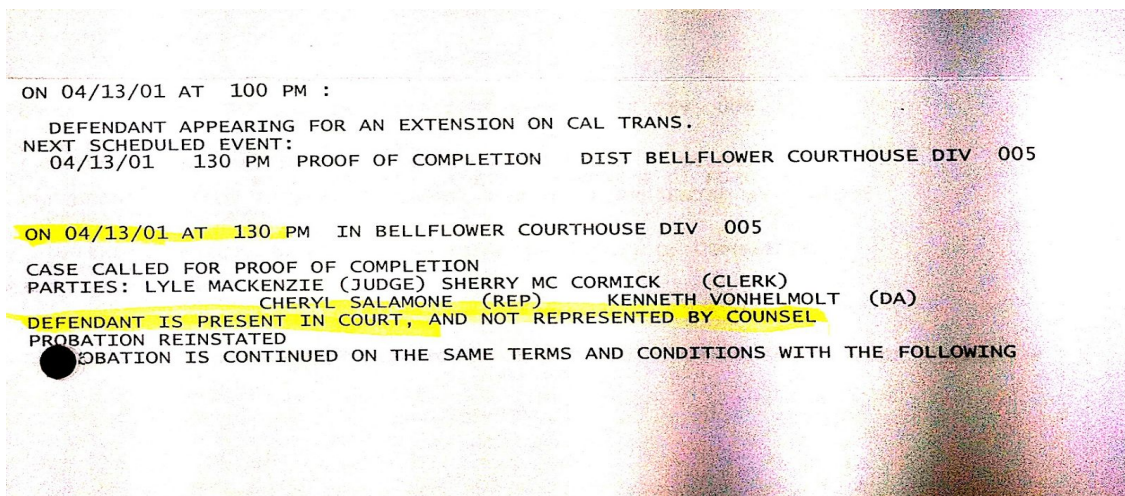 ON 04/13/01 AT 100 PM :
DEFENDANT APPEARING FOR AN EXTENSION ON CAL TRANS.
NEXT SCHEDULED EVENT:
04/13/01 130 PM PROOF OF COMPLETION DIST BELLFLOWER COURTHOUSE DIV 005
ON 04/13/01 AT 130 PM IN BELLFLOWER COURTHOUSE DIV 005
CASE CALLED FOR PROOF OF COMPLETION
PARTIES: LYLE MACKENZIE (JUDGE) SHERRY MC CORMICK (CLERK)
CHERYL SALAMONE (REP) KENNETH VONHELMOLT (DA)
DEFENDANT IS PRESENT IN COURT, AND NOT REPRESENTED BY COUNSEL
PROBATION REINSTATED
OBATION IS CONTINUED ON THE SAME TERMS AND CONDITIONS WITH THE FOLLOWING